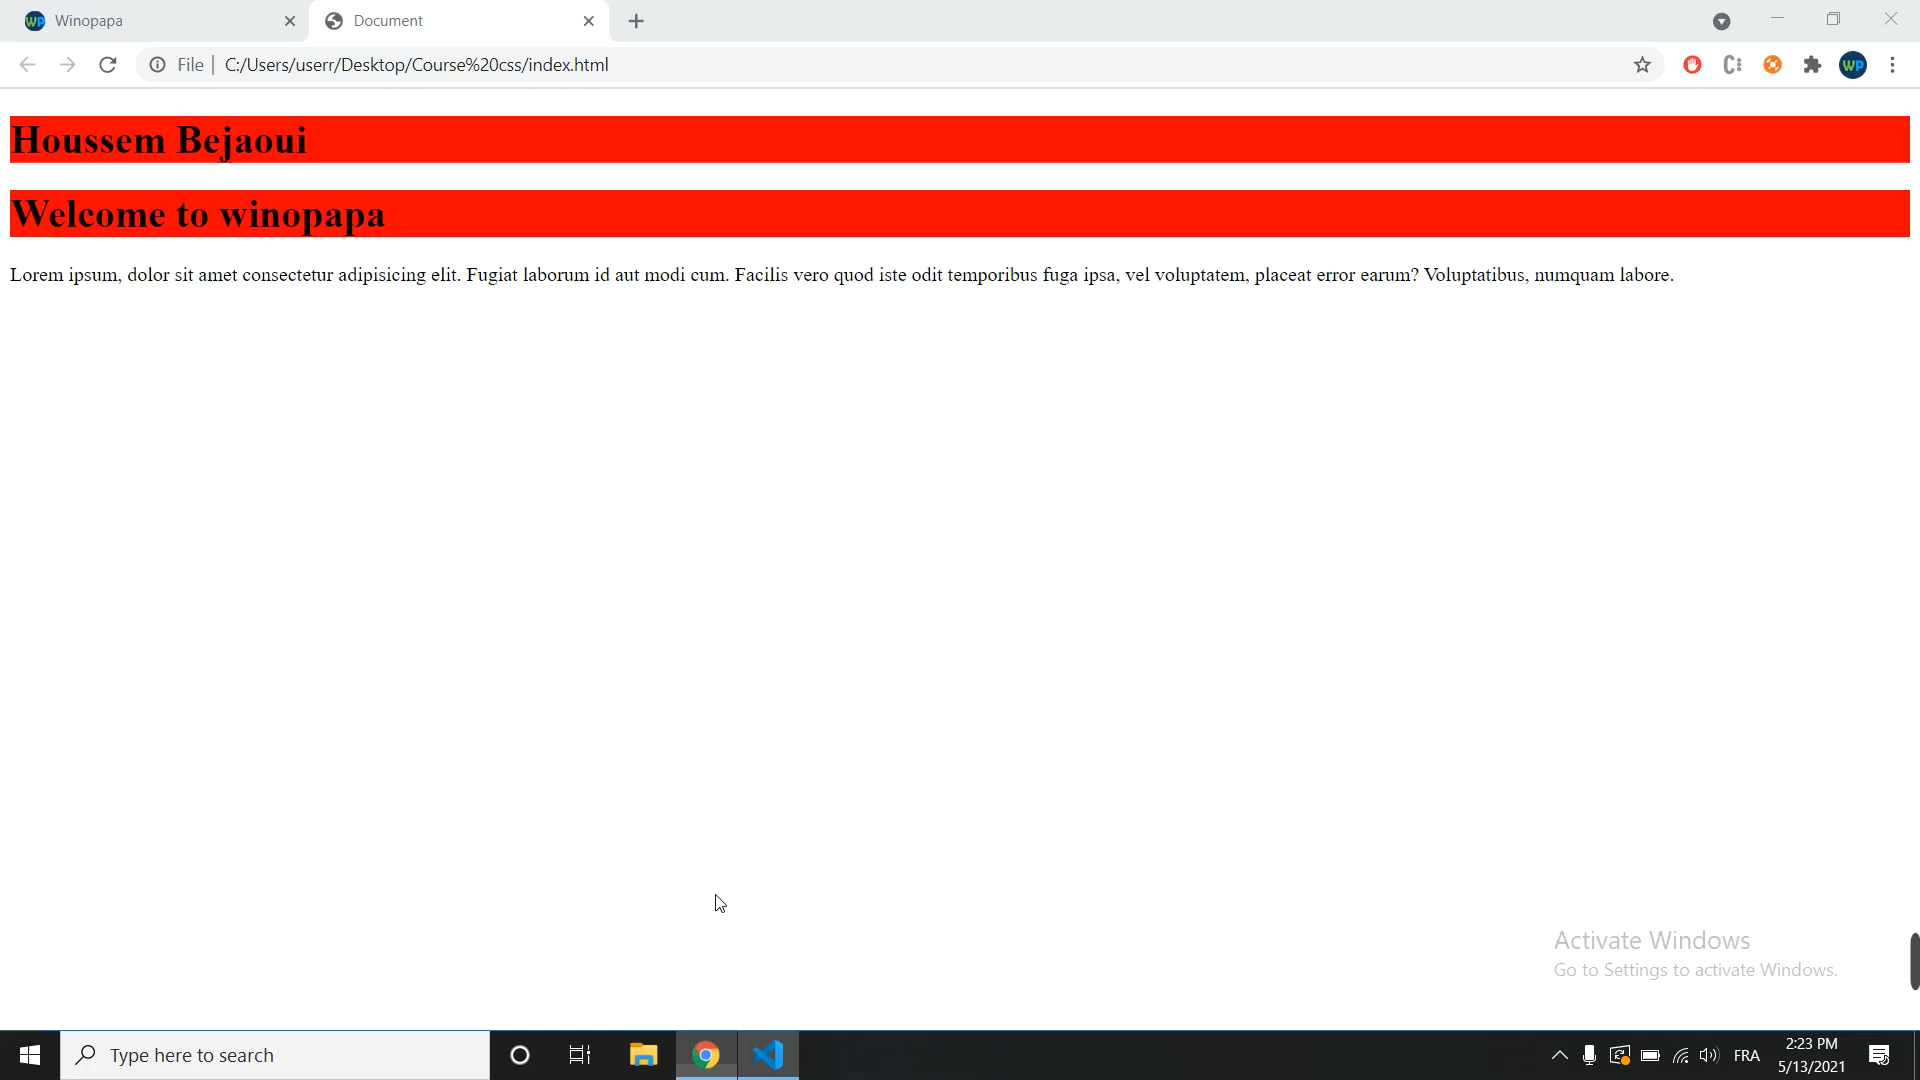 Winopapa
Document
File | C:/Users/userr/Desktop/Course%20css/index.html
WP
Houssem Bejaoui
Welcome to winopapa
Lorem ipsum, dolor sit amet consectetur adipisicing elit. Fugiat laborum id aut modi cum. Facilis vero quod iste odit temporibus fuga ipsa, vel voluptatem, placeat error earum? Voluptatibus, numquam labore.
Activate Windows
Go to Settings to activate Windows.
Type here to search
FRA
2:23 PM
5/13/2021